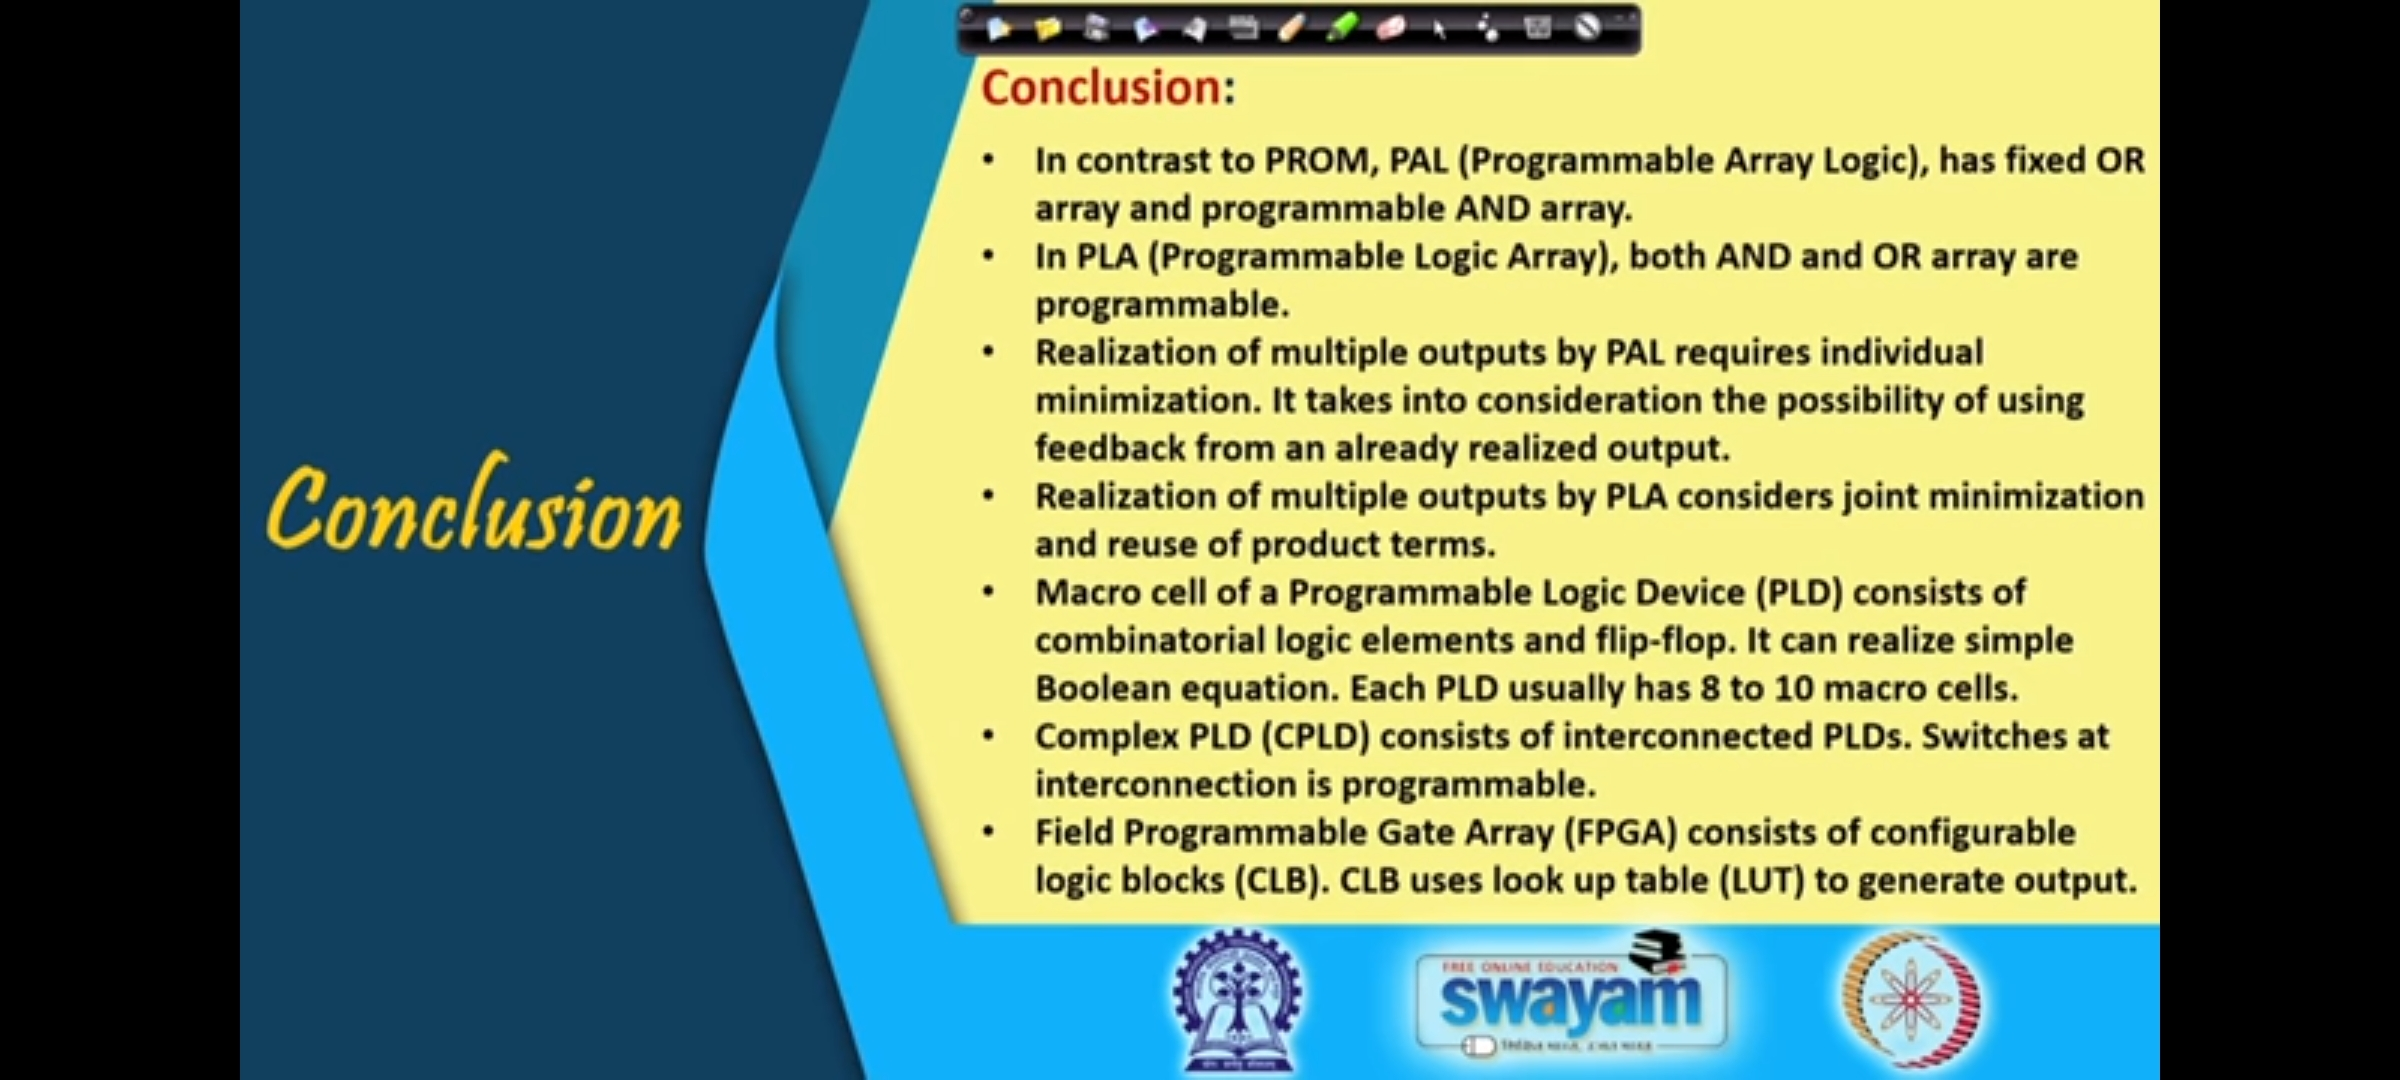 Conclusion
Conclusion:
• In contrast to PROM, PAL (Programmable Array Logic), has fixed OR
array and programmable AND array.
• In PLA (Programmable Logic Array), both AND and OR array are
programmable.
• Realization of multiple outputs by PAL requires individual
minimization. It takes into consideration the possibility of using
feedback from an already realized output.
• Realization of multiple outputs by PLA considers joint minimization
and reuse of product terms.
• Macro cell of a Programmable Logic Device (PLD) consists of
combinatorial logic elements and flip-flop. It can realize simple
Boolean equation. Each PLD usually has 8 to 10 macro cells.
• Complex PLD (CPLD) consists of interconnected PLDs. Switches at
interconnection is programmable.
• Field Programmable Gate Array (FPGA) consists of configurable
logic blocks (CLB). CLB uses look up table (LUT) to generate output.
FREE ONLINE EDUCATION
swayam